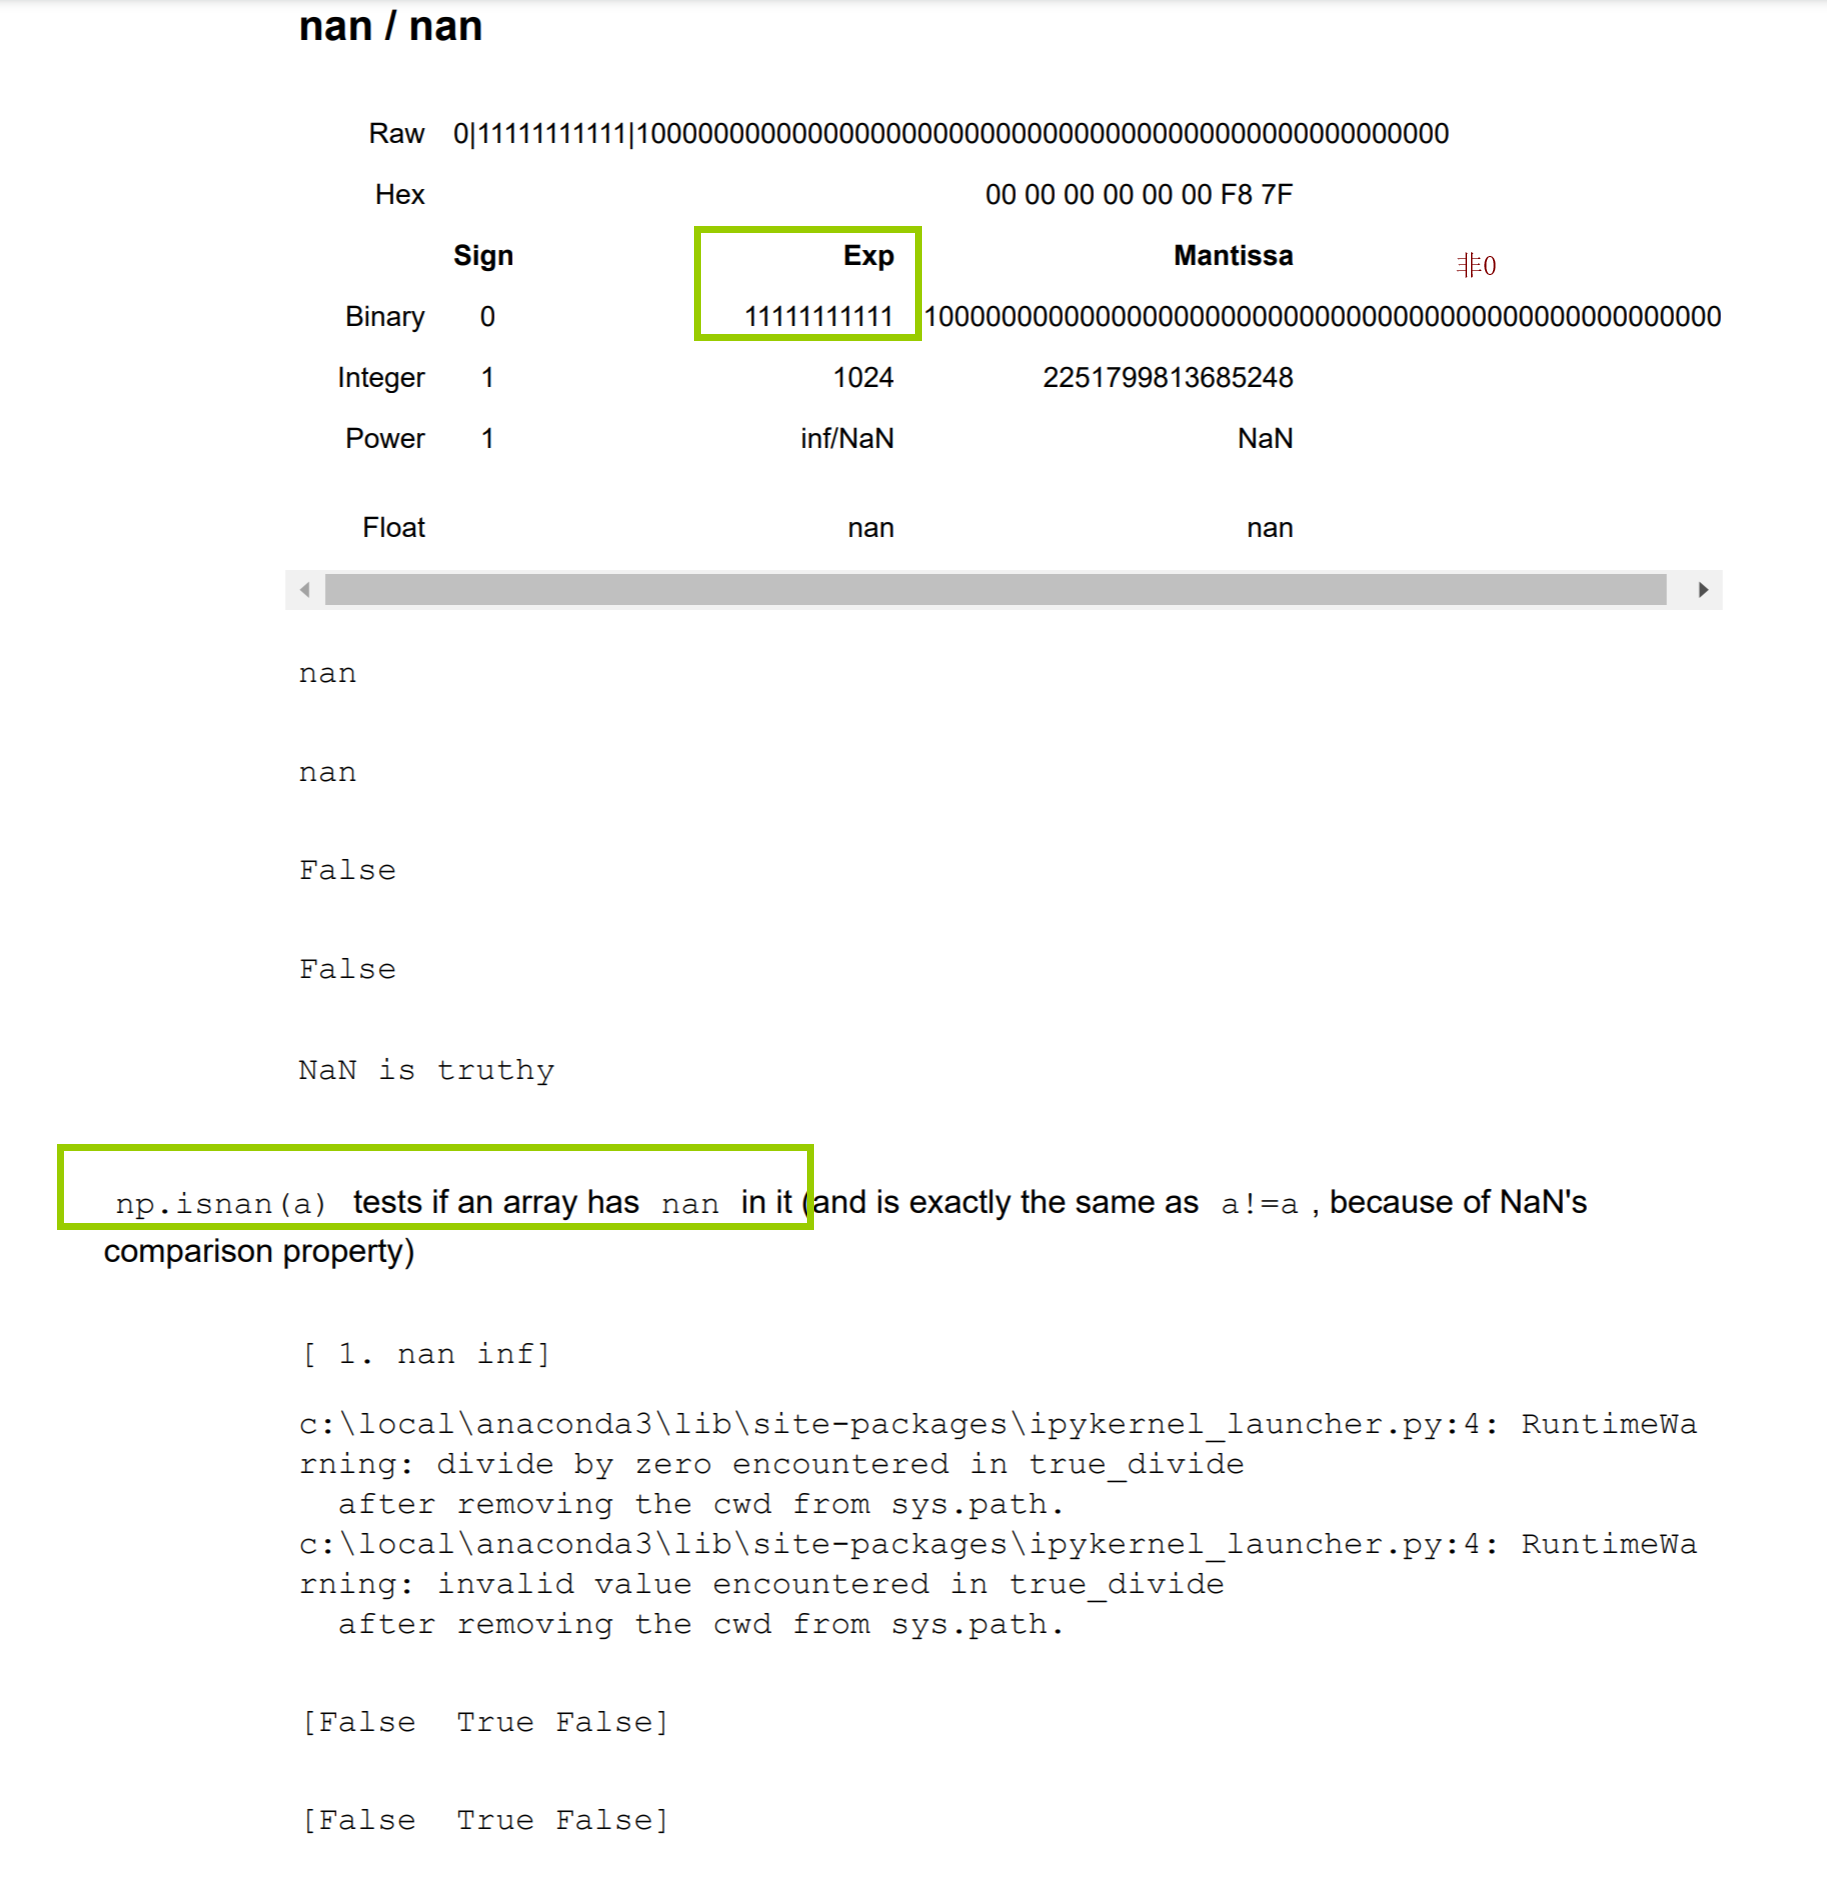 nan / nan
Raw 0|11111111111|1000000000000000000000000000000000000000000000000000
Hex 00 00 00 00 00 00 F8 7F
Sign Exp Mantissa 非0
Binary 0 11111111111 1000000000000000000000000000000000000000000000000000
Integer 1 1024 2251799813685248
Power 1 inf/NaN NaN
Float nan nan
nan
nan
False
False
NaN is truthy
np.isnan(a) tests if an array has nan in it (and is exactly the same as a!=a , because of NaN's
comparison property)
[ 1. nan inf]
c:\local\anaconda3\lib\site-packages\ipykernel_launcher.py:4: RuntimeWa
rning: divide by zero encountered in true_divide
  after removing the cwd from sys.path.
c:\local\anaconda3\lib\site-packages\ipykernel_launcher.py:4: RuntimeWa
rning: invalid value encountered in true_divide
  after removing the cwd from sys.path.
[False  True False]
[False  True False]